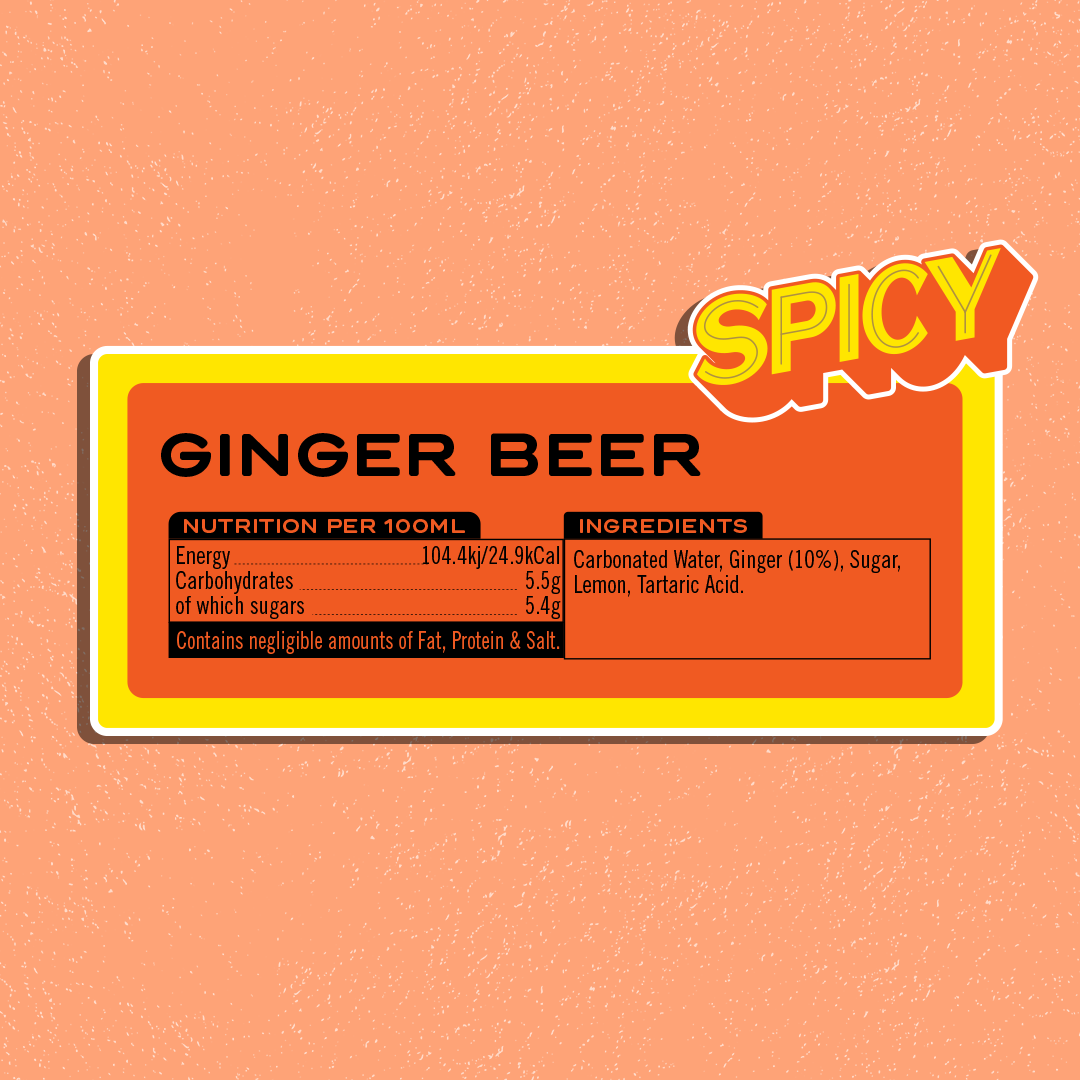 SPICY
GINGER BEER
NUTRITION PER 100ML
Energy 104.4kj/24.9kCal
Carbohydrates 5.5g
of which sugars 5.4g
Contains negligible amounts of Fat, Protein & Salt.
INGREDIENTS
Carbonated Water, Ginger (10%), Sugar,
Lemon, Tartaric Acid.